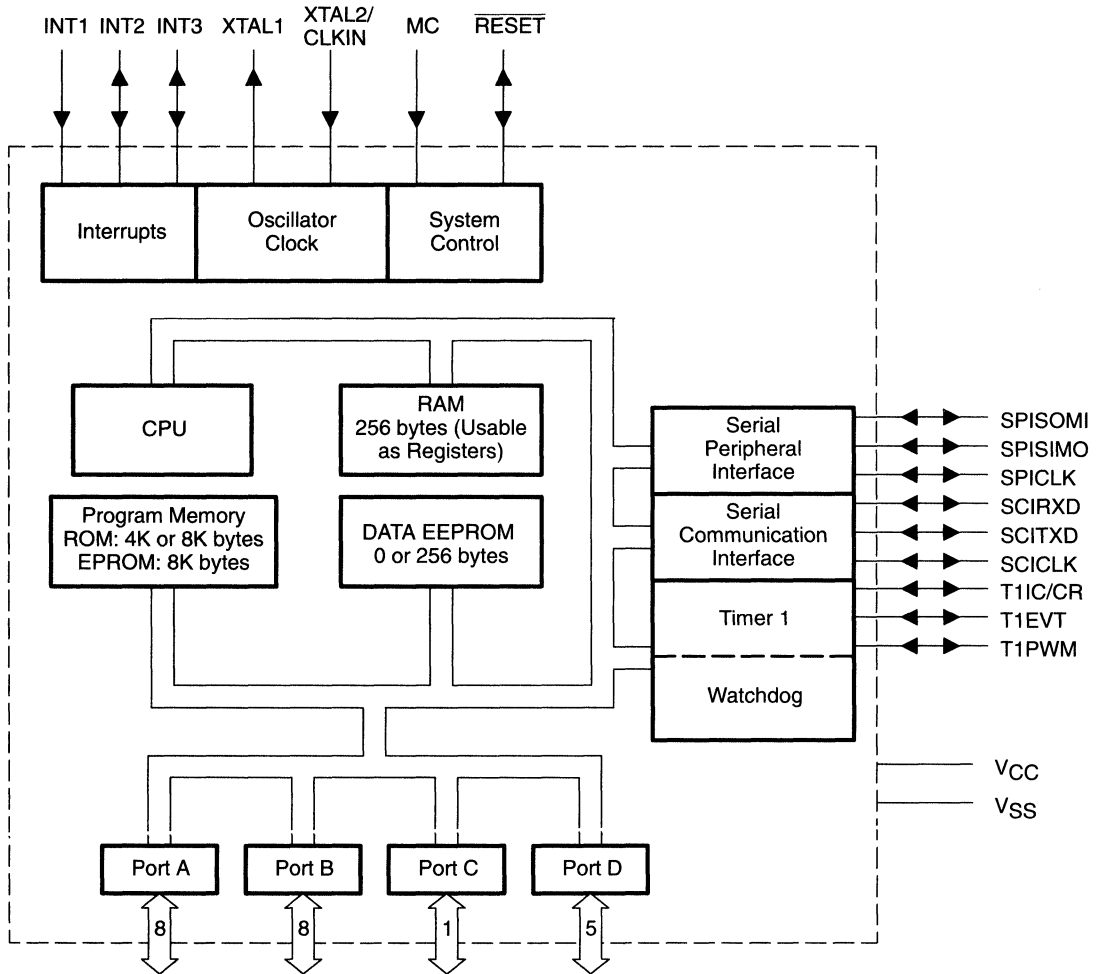 INT1 INT2 INT3 XTAL1 XTAL2/ CLKIN MC RESET
Interrupts
Oscillator
Clock
System
Control
CPU
RAM
256 bytes (Usable
as Registers)
Program Memory
ROM: 4K or 8K bytes
EPROM: 8K bytes
DATA EEPROM
0 or 256 bytes
Serial
Peripheral
Interface
Serial
Communication
Interface
Timer 1
Watchdog
SPISOMI
SPISIMO
SPICLK
SCIRXD
SCITXD
SCICLK
T1IC/CR
T1EVT
T1PWM
VCC
VSS
Port A
Port B
Port C
Port D
8
8
1
5